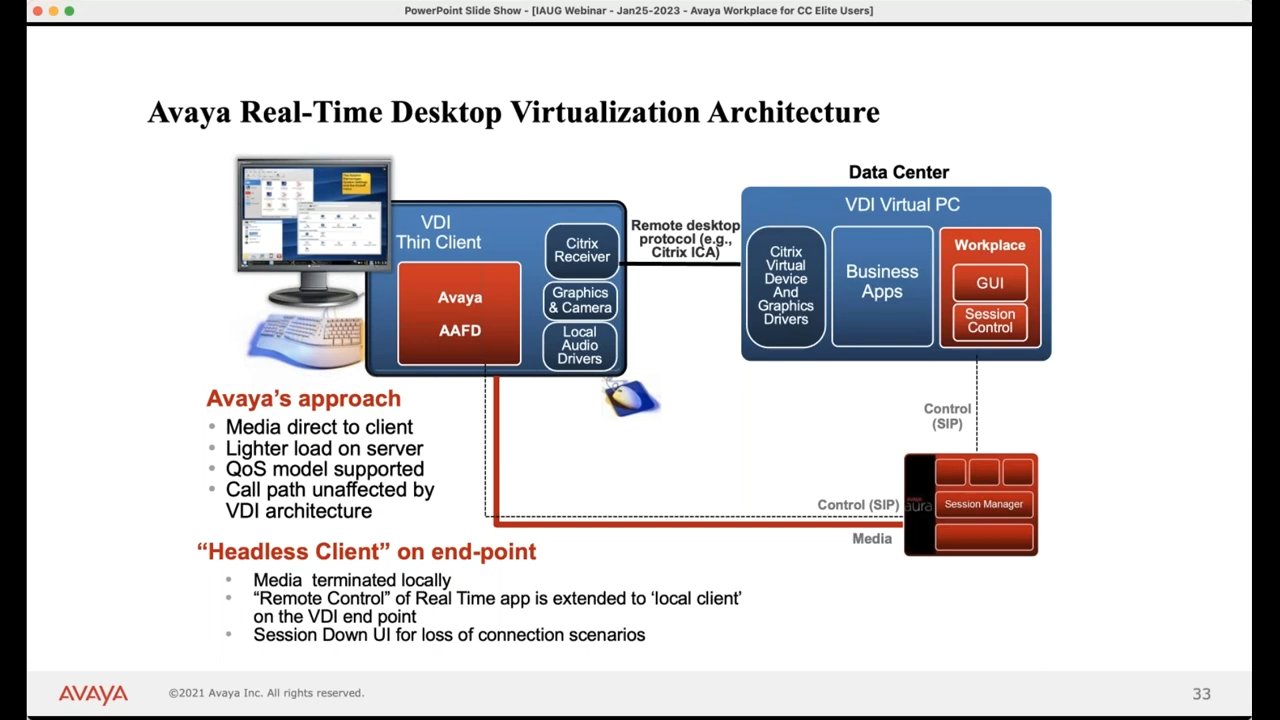 PowerPoint Slide Show - [IAUG Webinar - Jan25-2023 - Avaya Workplace for CC Elite Users]
Avaya Real-Time Desktop Virtualization Architecture
VDI
Thin Client
Avaya
AAFD
Citrix
Receiver
Graphics
& Camera
Local
Audio
Drivers
Remote desktop
protocol (e.g.,
Citrix ICA)
Data Center
VDI Virtual PC
Citrix
Virtual
Device
And
Graphics
Drivers
Business
Apps
Workplace
GUI
Session
Control
Avaya's approach
• Media direct to client
• Lighter load on server
• QoS model supported
• Call path unaffected by
VDI architecture
Control
(SIP)
Control (SIP)
Media
AVAYA
aura
Session Manager
“Headless Client” on end-point
• Media terminated locally
• “Remote Control” of Real Time app is extended to ‘local client’
on the VDI end point
• Session Down UI for loss of connection scenarios
AVAYA
©2021 Avaya Inc. All rights reserved.
33